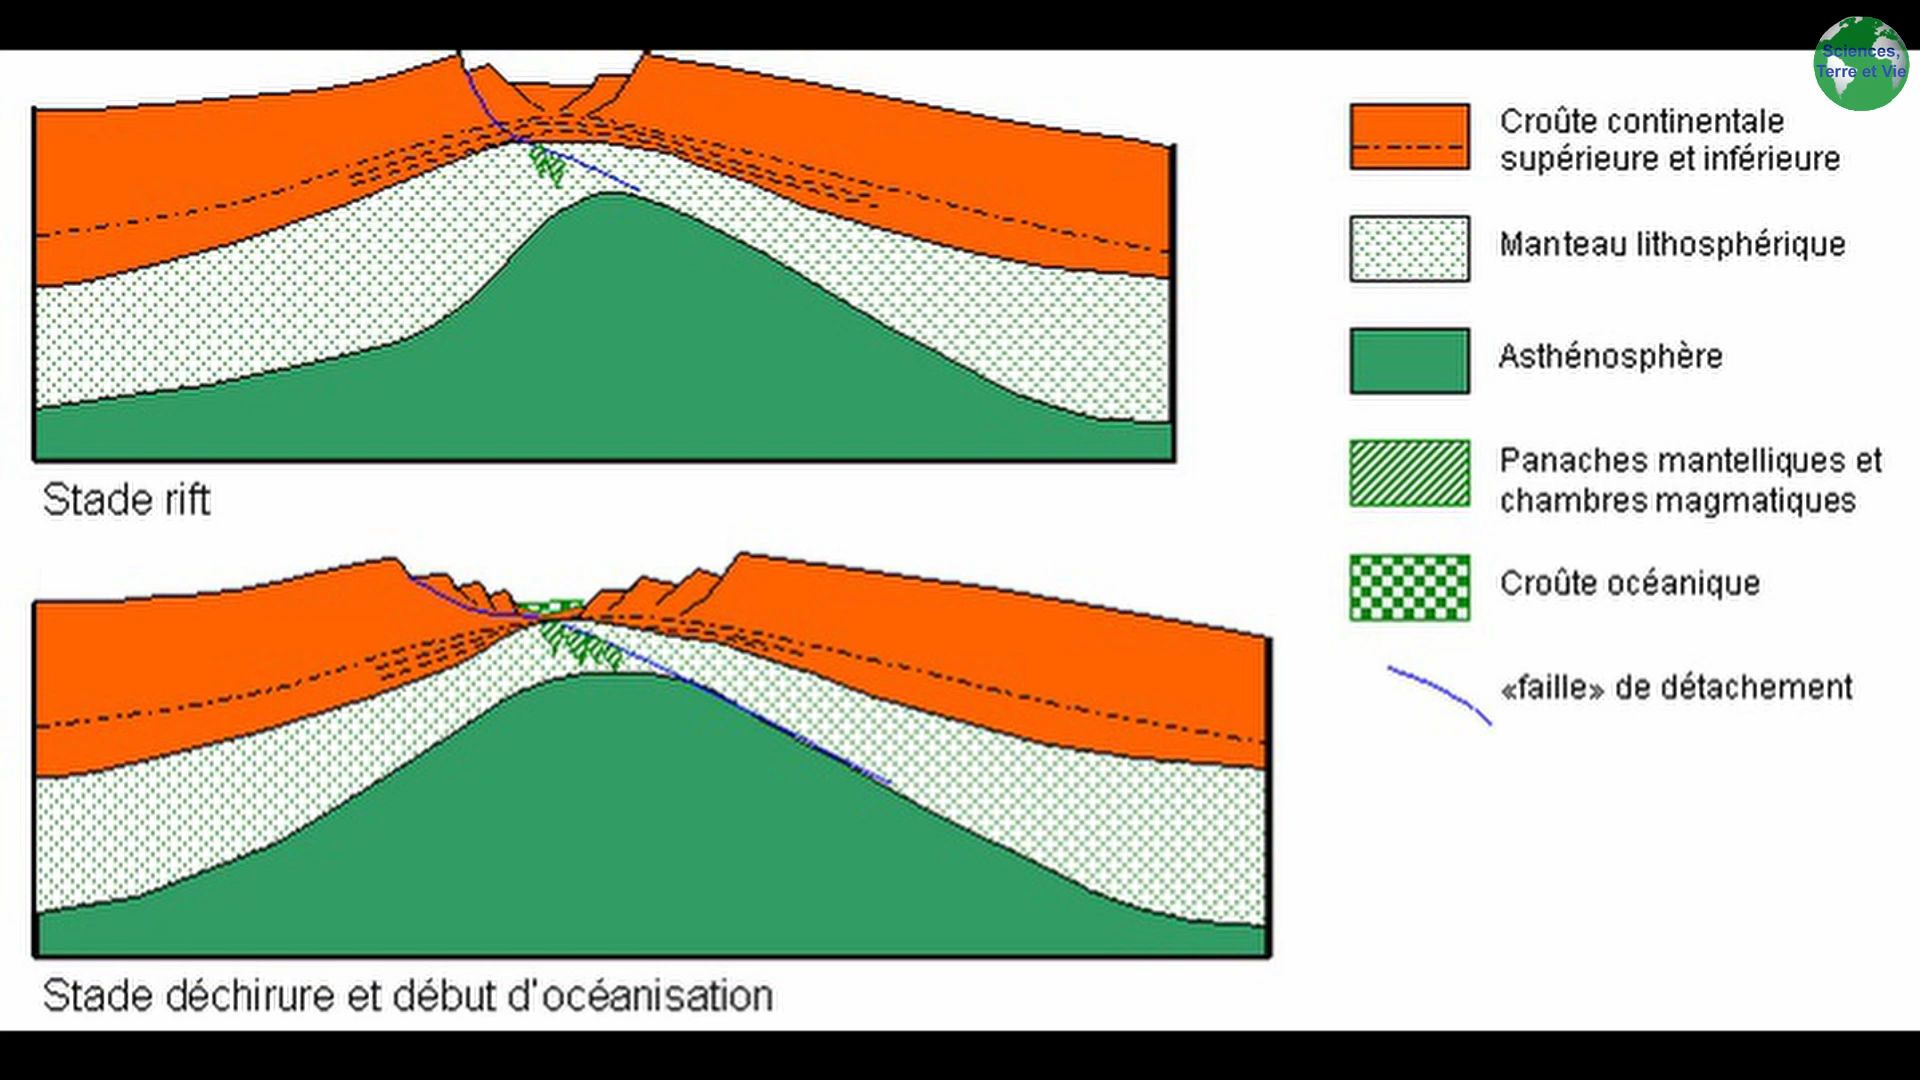 Sciences,
Terre et Vie
Croûte continentale
supérieure et inférieure
Manteau lithosphérique
Asthénosphère
Panaches mantelliques et
chambres magmatiques
Croûte océanique
«faille» de détachement
Stade rift
Stade déchirure et début d'océanisation